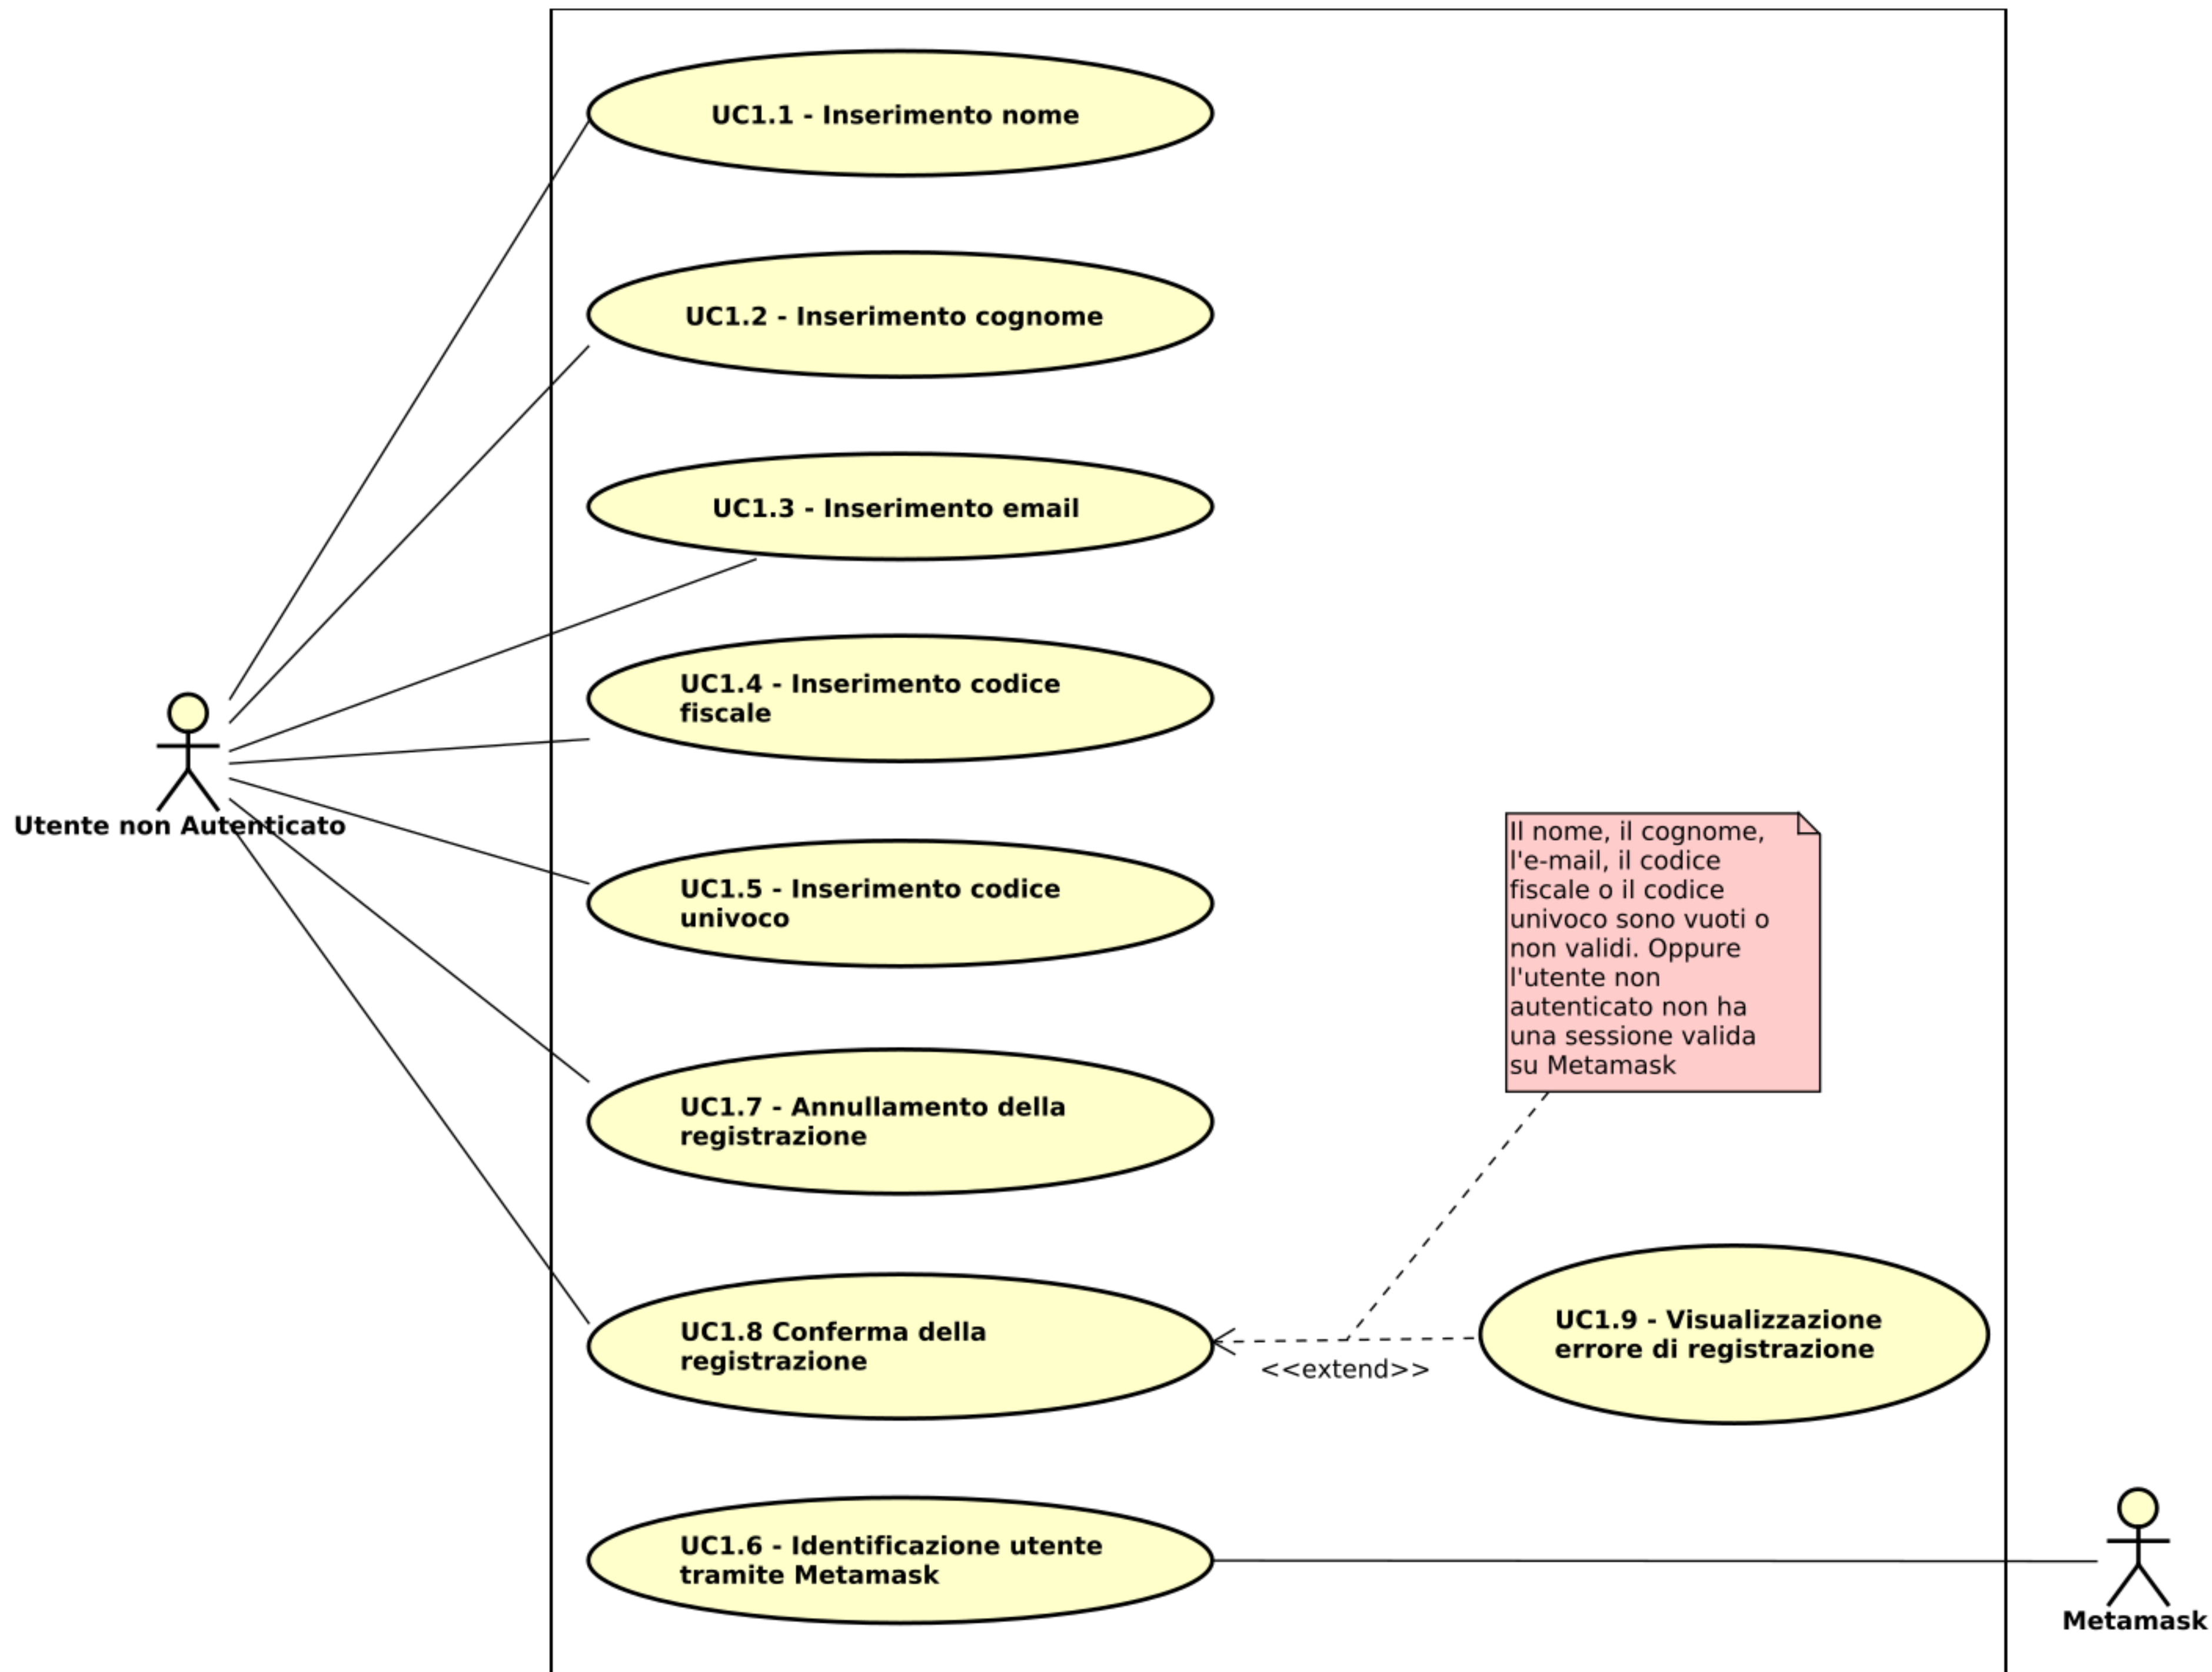 UC1.1 - Inserimento nome
UC1.2 - Inserimento cognome
UC1.3 - Inserimento email
UC1.4 - Inserimento codice
fiscale
Utente non Autenticato
UC1.5 - Inserimento codice
univoco
Il nome, il cognome,
l'e-mail, il codice
fiscale o il codice
univoco sono vuoti o
non validi. Oppure
l'utente non
autenticato non ha
una sessione valida
su Metamask
UC1.7 - Annullamento della
registrazione
UC1.8 Conferma della
registrazione
<<extend>>
UC1.9 - Visualizzazione
errore di registrazione
UC1.6 - Identificazione utente
tramite Metamask
Metamask